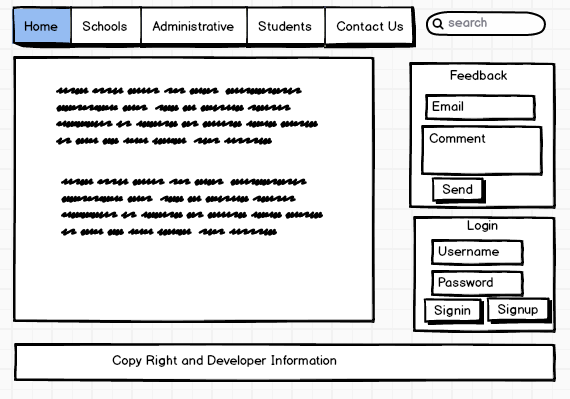 Home Schools Administrative Students Contact Us search
Feedback
Email
Comment
Send
Login
Username
Password
Signin Signup
Copy Right and Developer Information